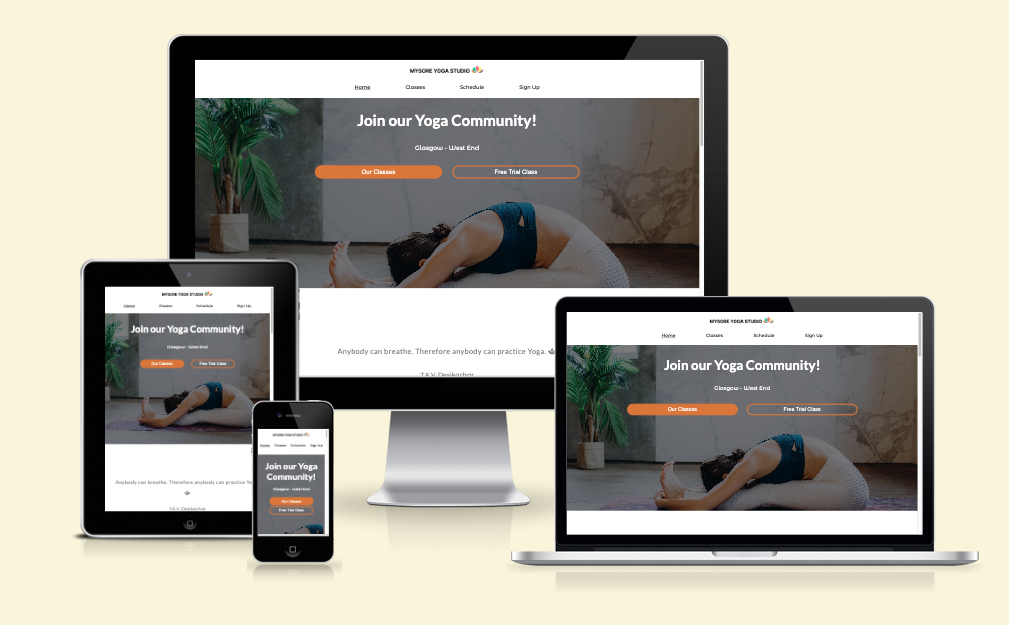 MYSORE YOGA STUDIO
Home Classes Schedule Sign Up
Join our Yoga Community!
Glasgow - West End
Our Classes Free Trial Class
Anybody can breathe. Therefore anybody can practice Yoga.
T.K.V. Desikachar
MYSORE YOGA STUDIO
Home Classes Schedule Sign Up
Join our Yoga Community!
Glasgow - West End
Our Classes Free Trial Class
Anybody can breathe. Therefore anybody can practice Yo
T.K.V. Desikachar
MYSORE YOGA STUDIO
Home Classes Schedule Sign Up
Join our Yoga
Community!
Glasgow - West End
Our Classes
Free Trial Class
MYSORE YOGA STUDIO
Home Classes Schedule Sign Up
Join our Yoga Community!
Glasgow - West End
Our Classes Free Trial Class